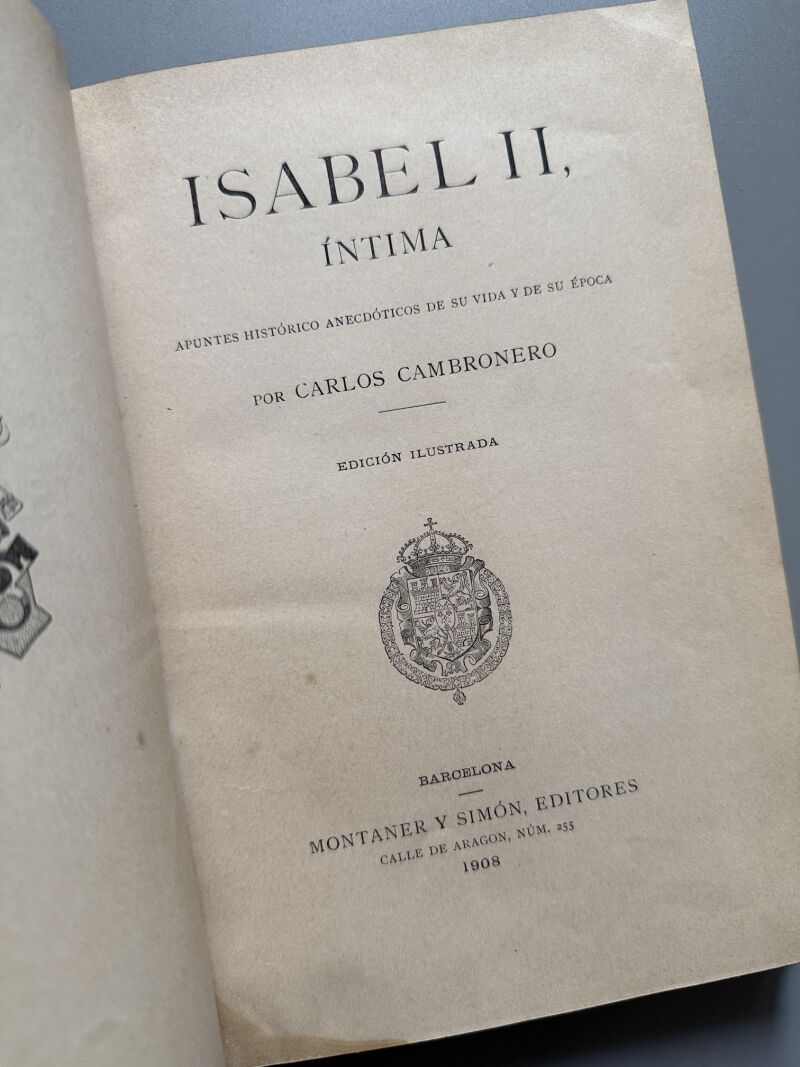 ISABEL II,
ÍNTIMA
APUNTES HISTÓRICO ANECDÓTICOS DE SU VIDA Y DE SU ÉPOCA
POR CARLOS CAMBRONERO
EDICIÓN ILUSTRADA
BARCELONA
MONTANER Y SIMÓN, EDITORES
CALLE DE ARAGON, NÚM. 255
1908